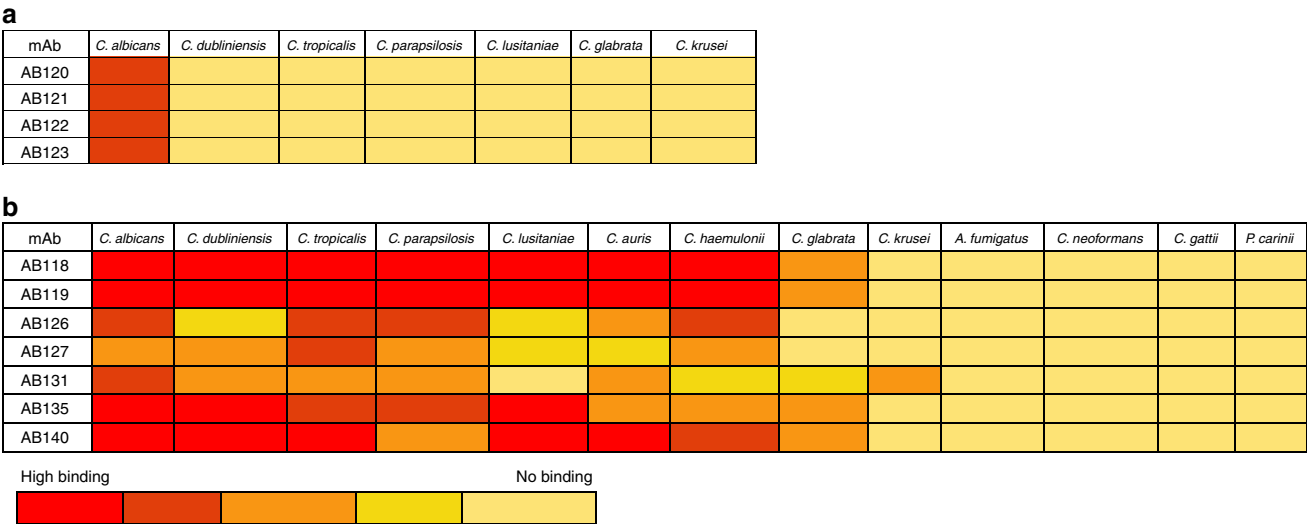 a
mAb C. albicans C. dubliniensis C. tropicalis C. parapsilosis C. lusitaniae C. glabrata C. krusei
AB120
AB121
AB122
AB123
b
mAb C. albicans C. dubliniensis C. tropicalis C. parapsilosis C. lusitaniae C. auris C. haemulonii C. glabrata C. krusei A. fumigatus C. neoformans C. gattii P. carinii
AB118
AB119
AB126
AB127
AB131
AB135
AB140
High binding No binding